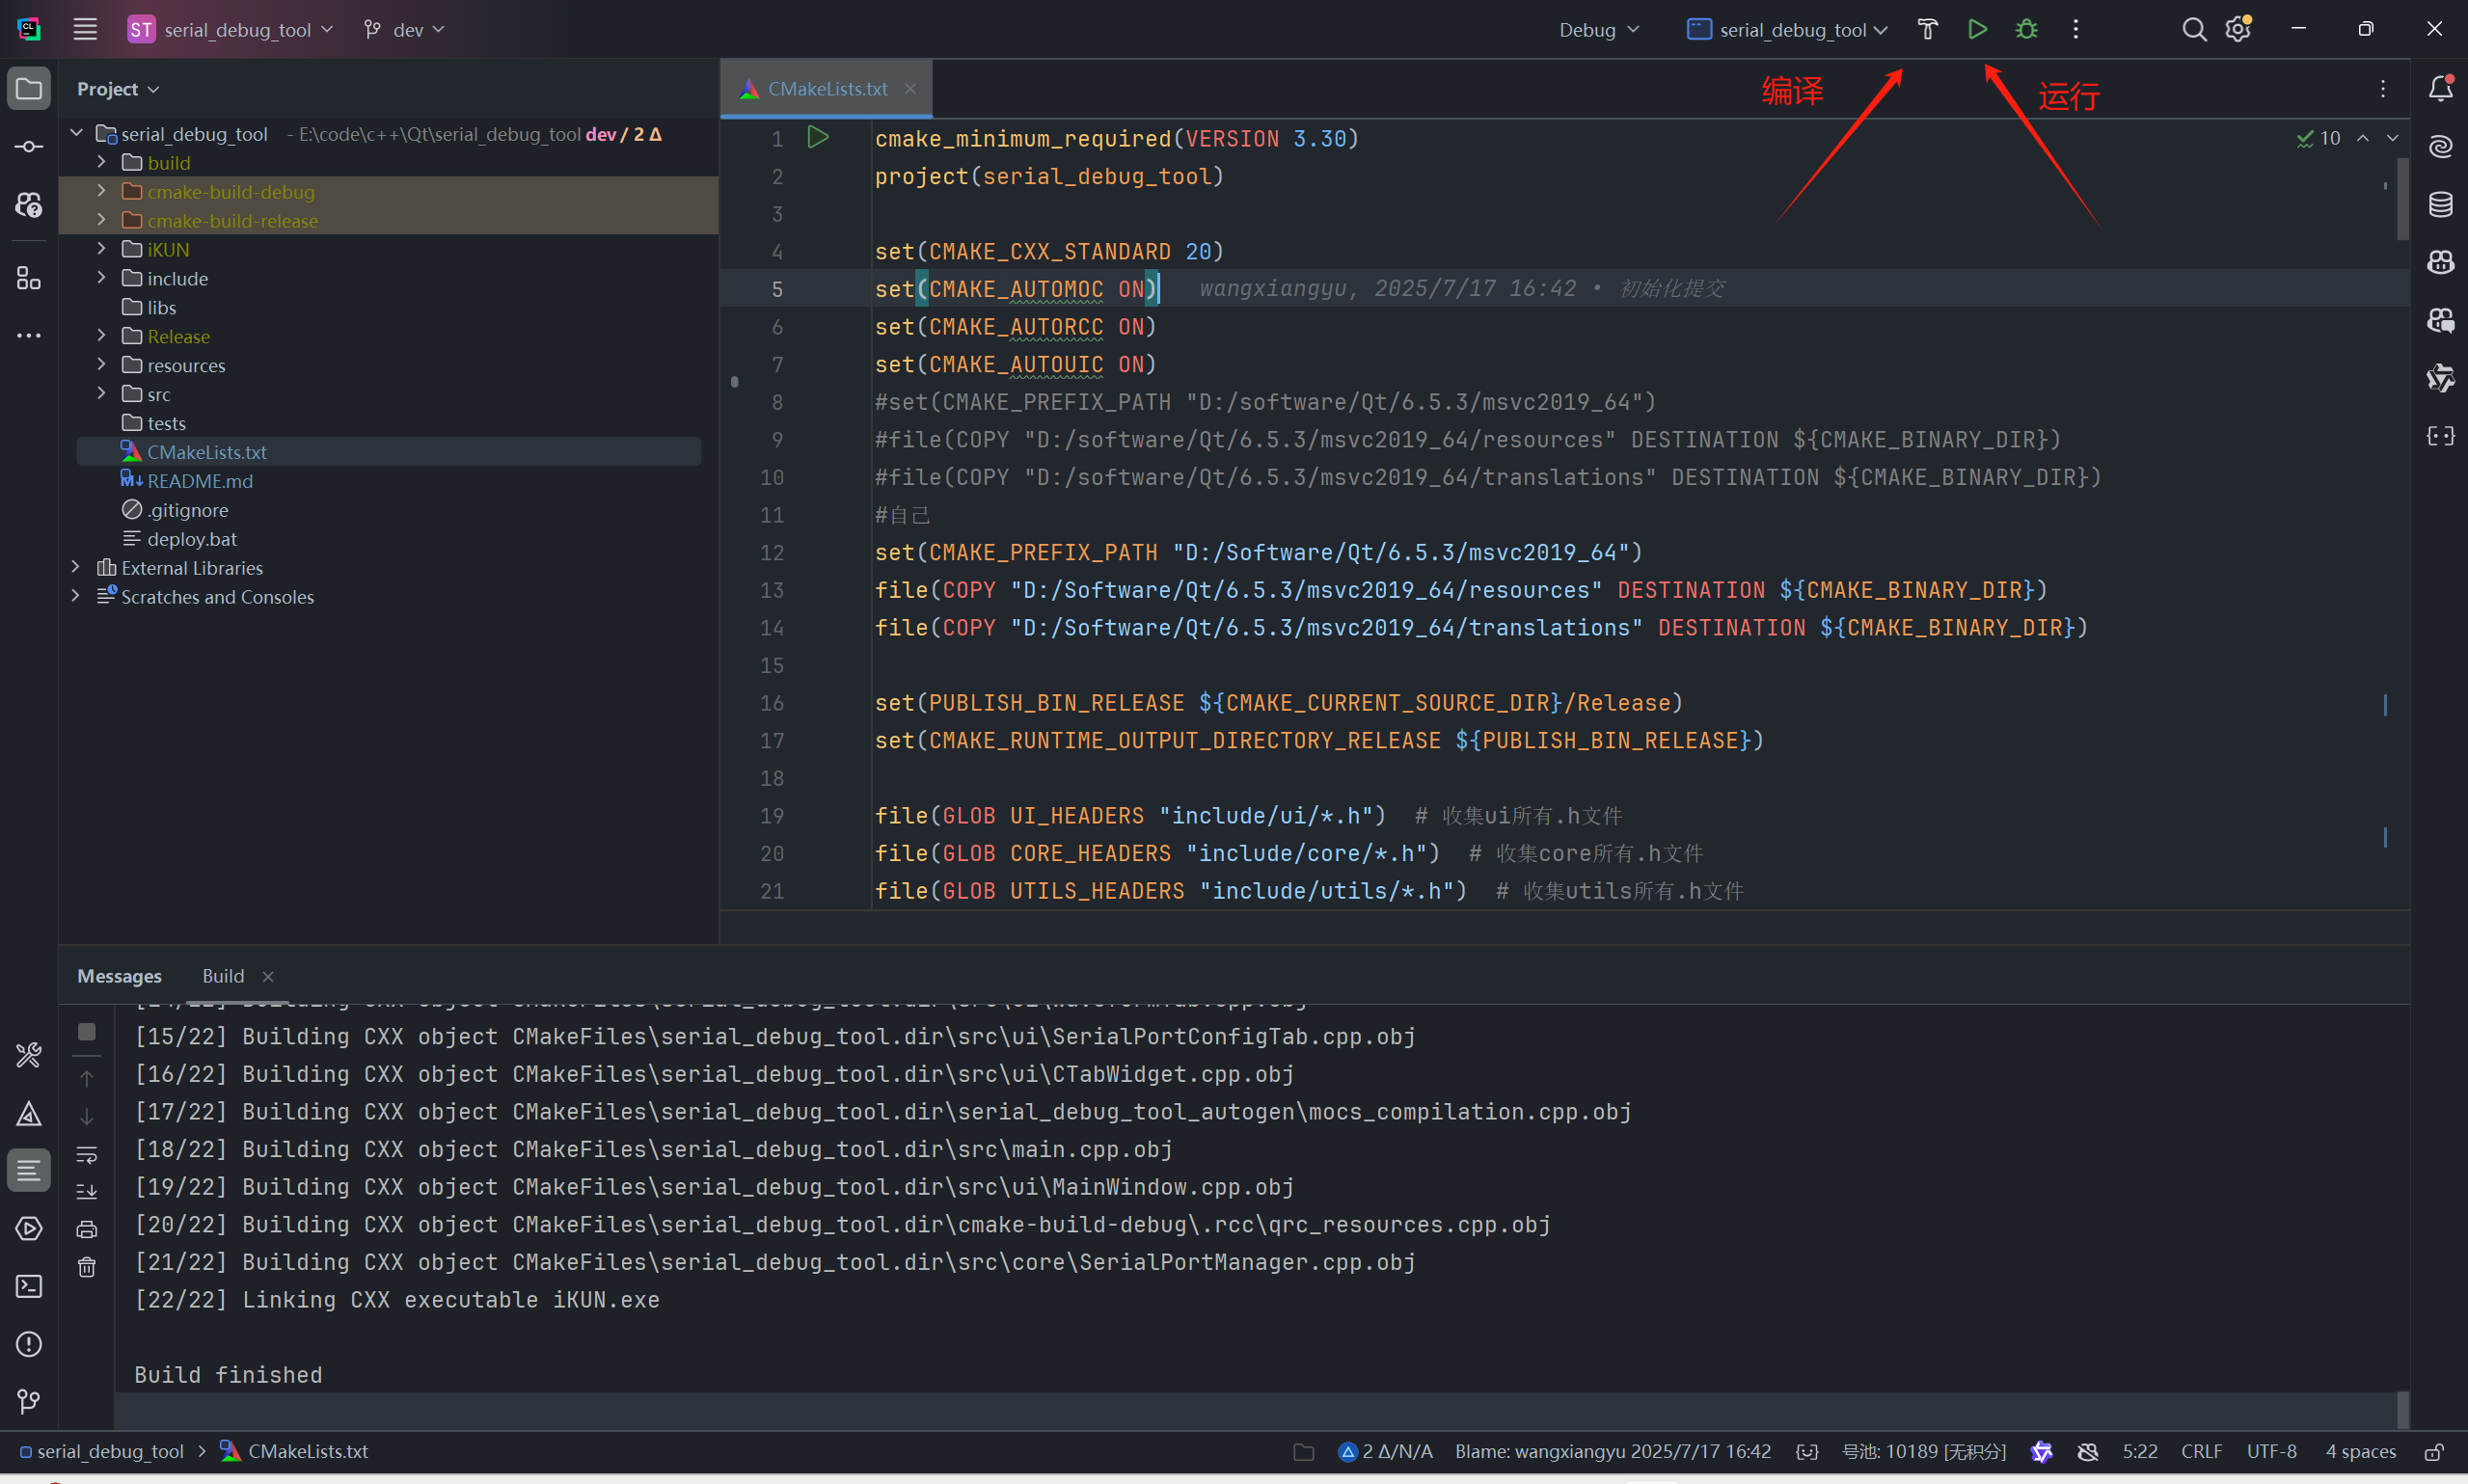 CL
ST serial_debug_tool dev Debug serial_debug_tool
编译 运行
Project
serial_debug_tool - E:\code\c++\Qt\serial_debug_tool dev / 2 Δ
build
cmake-build-debug
cmake-build-release
iKUN
include
libs
Release
resources
src
tests
CMakeLists.txt
README.md
.gitignore
deploy.bat
External Libraries
Scratches and Consoles
CMakeLists.txt
10
1 cmake_minimum_required(VERSION 3.30)
2 project(serial_debug_tool)
3
4 set(CMAKE_CXX_STANDARD 20)
5 set(CMAKE_AUTOMOC ON) wangxiangyu, 2025/7/17 16:42 • 初始化提交
6 set(CMAKE_AUTORCC ON)
7 set(CMAKE_AUTOUIC ON)
8 #set(CMAKE_PREFIX_PATH "D:/software/Qt/6.5.3/msvc2019_64")
9 #file(COPY "D:/software/Qt/6.5.3/msvc2019_64/resources" DESTINATION ${CMAKE_BINARY_DIR})
10 #file(COPY "D:/software/Qt/6.5.3/msvc2019_64/translations" DESTINATION ${CMAKE_BINARY_DIR})
11 #自己
12 set(CMAKE_PREFIX_PATH "D:/Software/Qt/6.5.3/msvc2019_64")
13 file(COPY "D:/Software/Qt/6.5.3/msvc2019_64/resources" DESTINATION ${CMAKE_BINARY_DIR})
14 file(COPY "D:/Software/Qt/6.5.3/msvc2019_64/translations" DESTINATION ${CMAKE_BINARY_DIR})
15
16 set(PUBLISH_BIN_RELEASE ${CMAKE_CURRENT_SOURCE_DIR}/Release)
17 set(CMAKE_RUNTIME_OUTPUT_DIRECTORY_RELEASE ${PUBLISH_BIN_RELEASE})
18
19 file(GLOB UI_HEADERS "include/ui/*.h") # 收集ui所有.h文件
20 file(GLOB CORE_HEADERS "include/core/*.h") # 收集core所有.h文件
21 file(GLOB UTILS_HEADERS "include/utils/*.h") # 收集utils所有.h文件
Messages Build
[15/22] Building CXX object CMakeFiles\serial_debug_tool.dir\src\ui\SerialPortConfigTab.cpp.obj
[16/22] Building CXX object CMakeFiles\serial_debug_tool.dir\src\ui\CTabWidget.cpp.obj
[17/22] Building CXX object CMakeFiles\serial_debug_tool.dir\serial_debug_tool_autogen\mocs_compilation.cpp.obj
[18/22] Building CXX object CMakeFiles\serial_debug_tool.dir\src\main.cpp.obj
[19/22] Building CXX object CMakeFiles\serial_debug_tool.dir\src\ui\MainWindow.cpp.obj
[20/22] Building CXX object CMakeFiles\serial_debug_tool.dir\cmake-build-debug\.rcc\qrc_resources.cpp.obj
[21/22] Building CXX object CMakeFiles\serial_debug_tool.dir\src\core\SerialPortManager.cpp.obj
[22/22] Linking CXX executable iKUN.exe
Build finished
serial_debug_tool CMakeLists.txt 2 Δ/N/A Blame: wangxiangyu 2025/7/17 16:42 号池: 10189 [无积分] 5:22 CRLF UTF-8 4 spaces